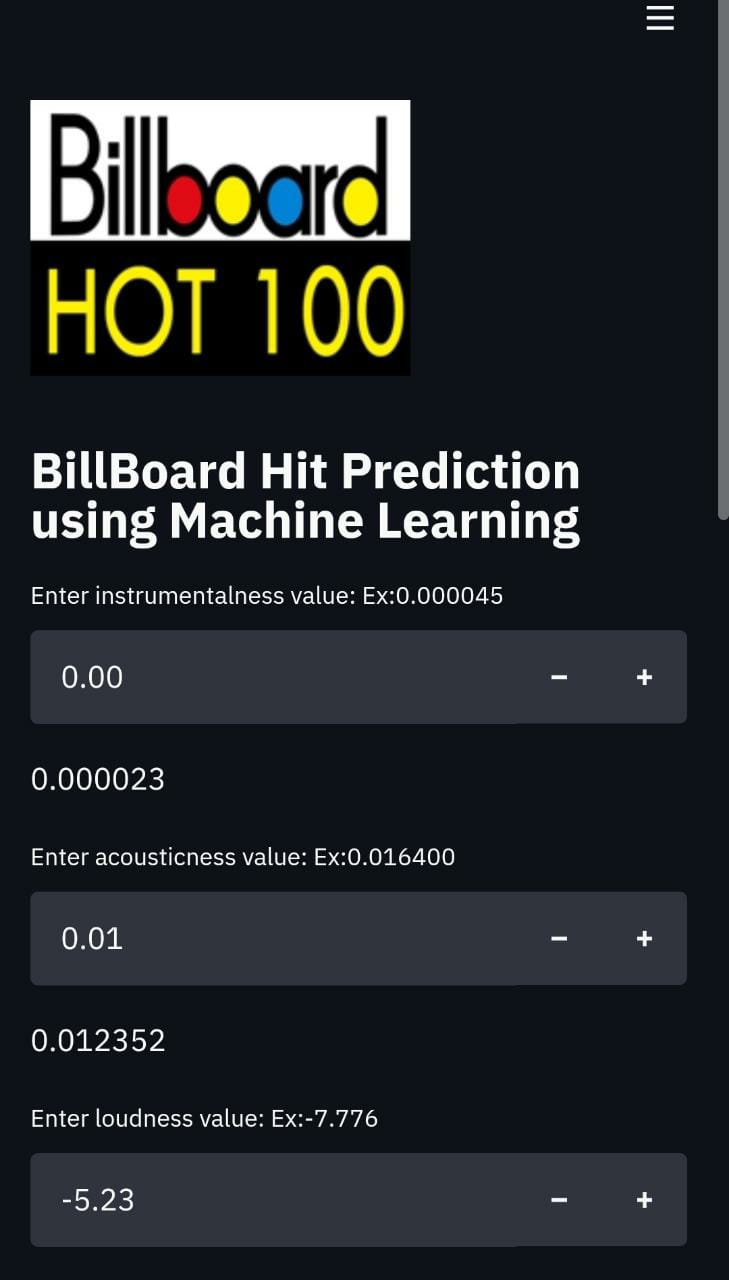 Billboard
HOT 100
BillBoard Hit Prediction
using Machine Learning
Enter instrumentalness value: Ex:0.000045
0.00
0.000023
Enter acousticness value: Ex:0.016400
0.01
0.012352
Enter loudness value: Ex:-7.776
-5.23